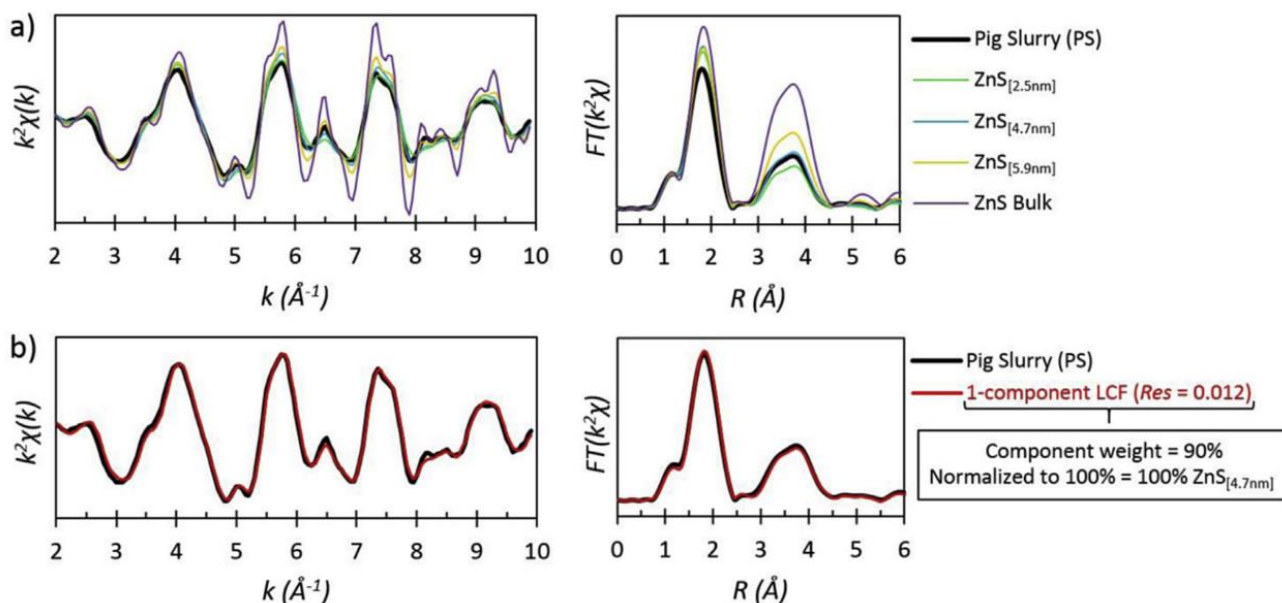 a)
k²χ(k)
2 3 4 5 6 7 8 9 10
k (Å⁻¹)
FT(k²χ)
0 1 2 3 4 5 6
R (Å)
Pig Slurry (PS)
ZnS[2.5nm]
ZnS[4.7nm]
ZnS[5.9nm]
ZnS Bulk
b)
k²χ(k)
2 3 4 5 6 7 8 9 10
k (Å⁻¹)
FT(k²χ)
0 1 2 3 4 5 6
R (Å)
Pig Slurry (PS)
1-component LCF (Res = 0.012)
Component weight = 90%
Normalized to 100% = 100% ZnS[4.7nm]